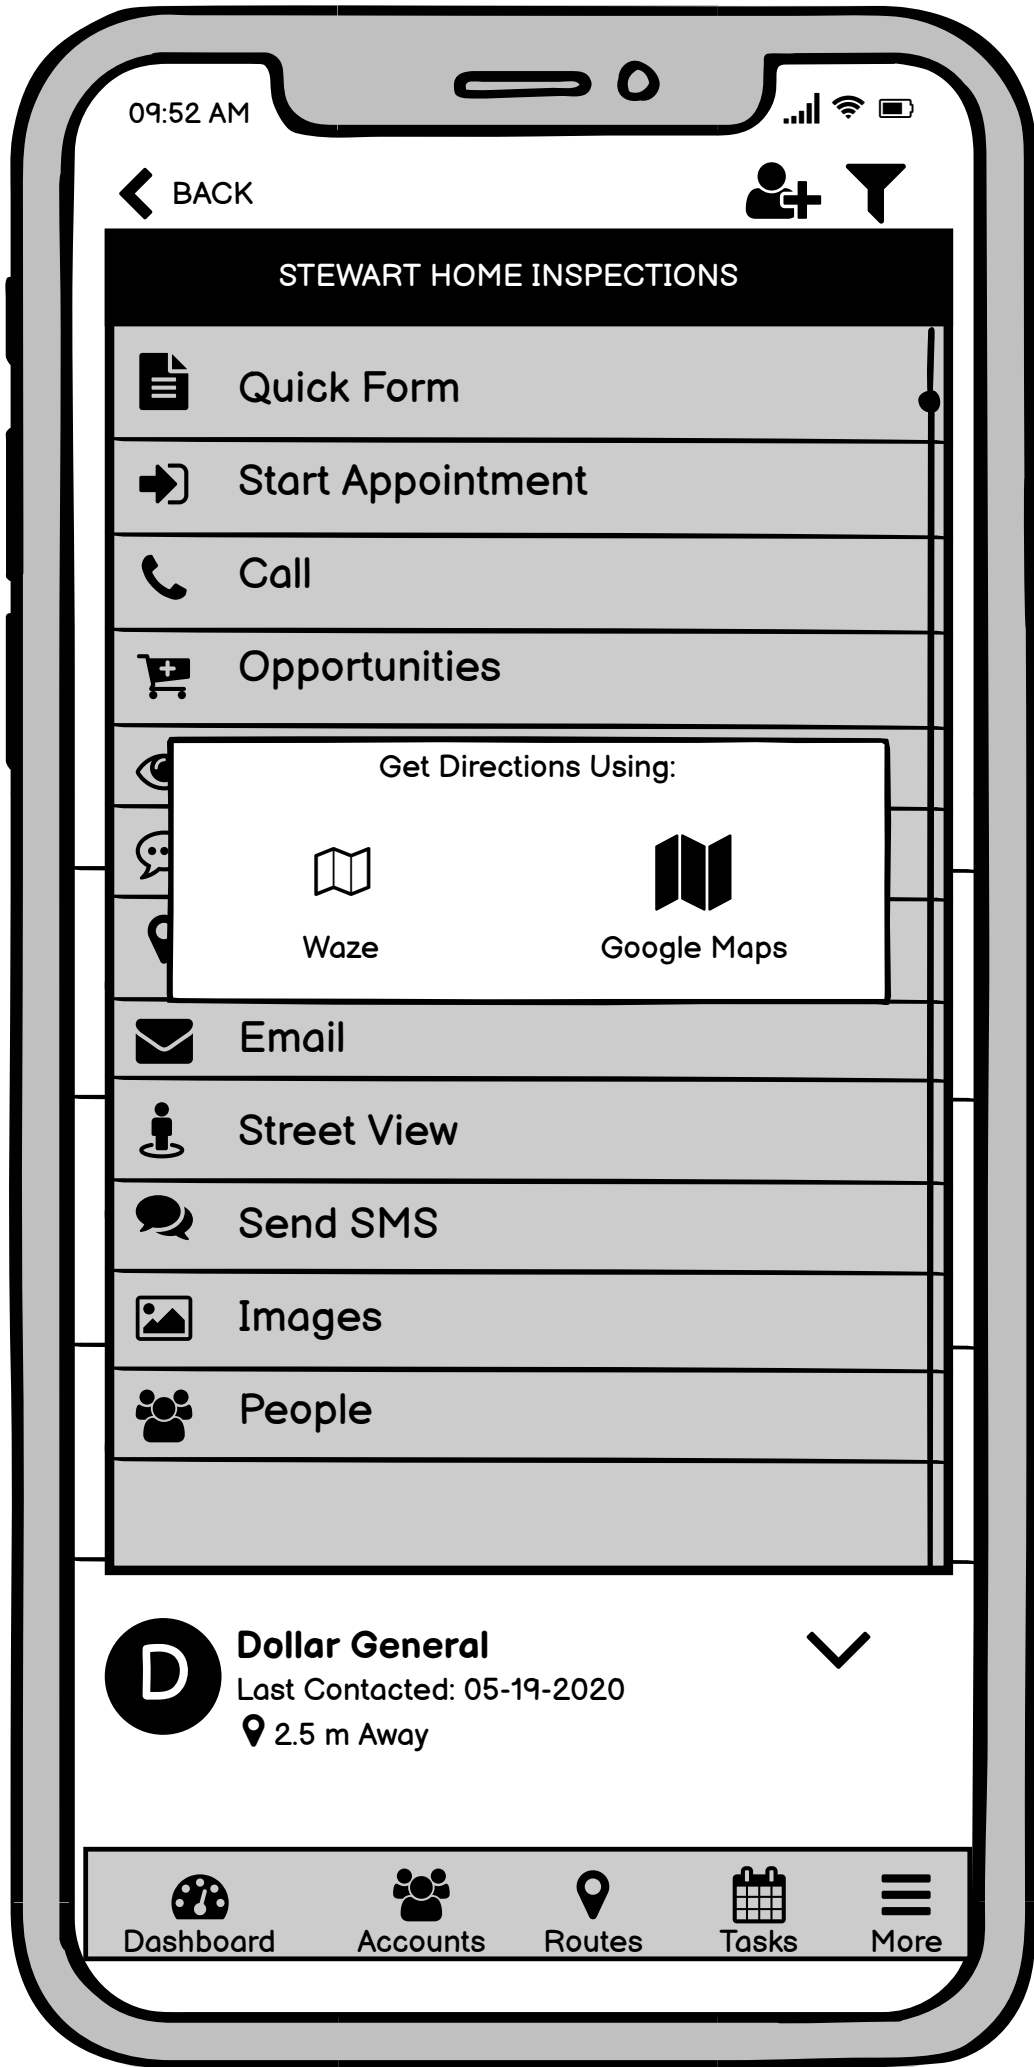 09:52 AM
BACK
STEWART HOME INSPECTIONS
Quick Form
Start Appointment
Call
Opportunities
Get Directions Using:
Waze Google Maps
Email
Street View
Send SMS
Images
People
D
Dollar General
Last Contacted: 05-19-2020
2.5 m Away
Dashboard Accounts Routes Tasks More